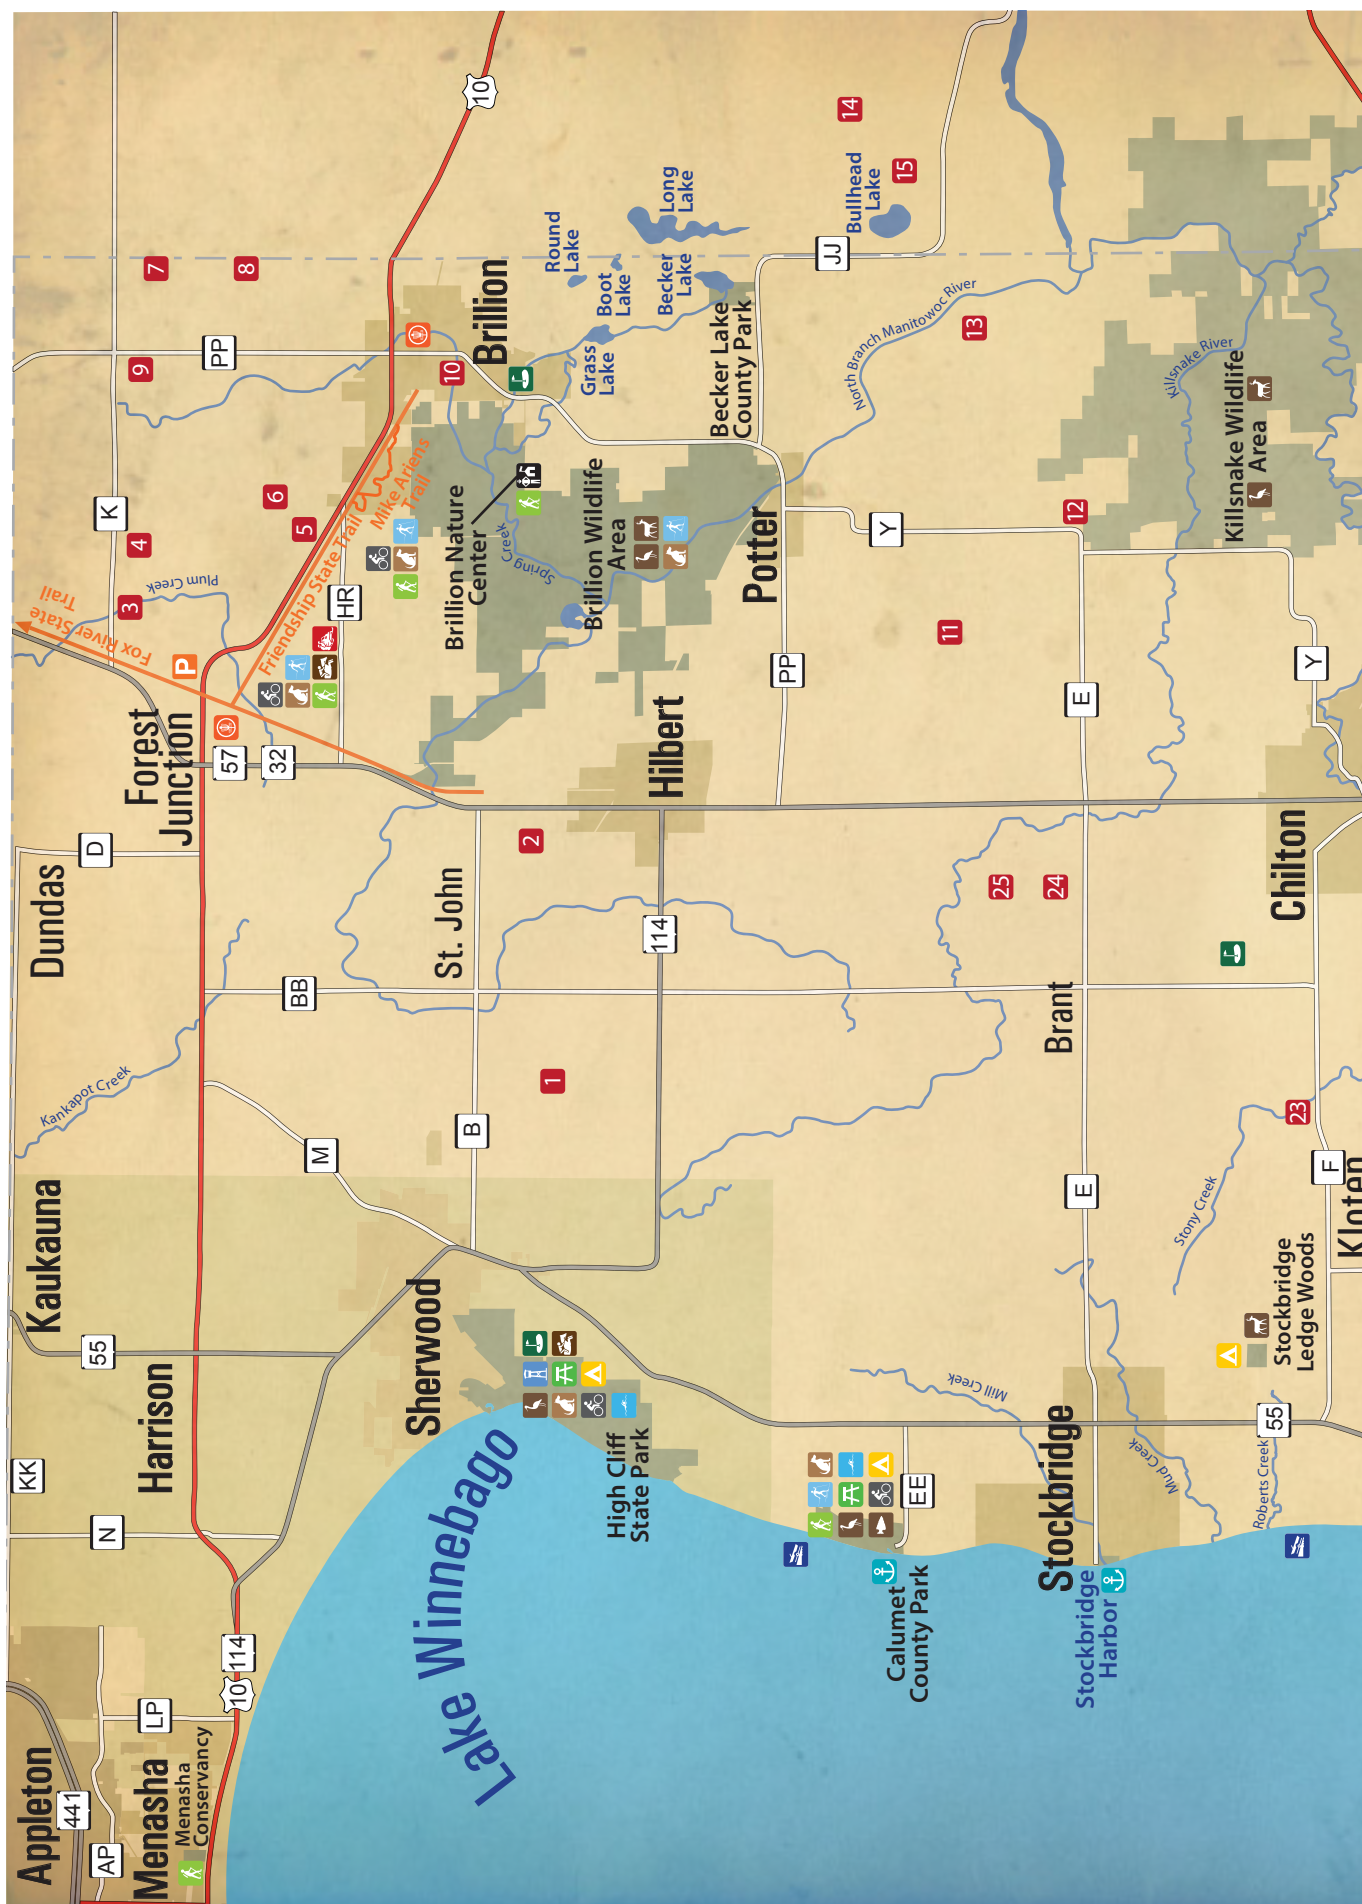 Appleton
441
AP
Menasha
Menasha
Conservancy
LP
10
114
N
KK
Harrison
55
Kaukauna
Kankapot Creek
M
BB
Dundas
D
Forest
Junction
57
32
Fox River State
Trail
P
Plum Creek
K
3
4
5
6
7
8
9
PP
10
Friendship State Trail
Mike Ariens
Trail
HR
10
Brillion
Round
Lake
Boot
Lake
Grass
Lake
Becker
Lake
Long
Lake
Bullhead
Lake
14
15
JJ
Becker Lake
County Park
North Branch Manitowoc River
13
Brillion Nature
Center
Spring Creek
Brillion Wildlife
Area
Potter
PP
Y
12
11
Killsnake River
Killsnake Wildlife
Area
E
Y
Hilbert
2
St. John
114
B
1
Sherwood
Lake Winnebago
High Cliff
State Park
25
24
Brant
Chilton
23
F
Kloten
Stony Creek
E
Stockbridge
Ledge Woods
Mill Creek
Mud Creek
Roberts Creek
55
EE
Calumet
County Park
Stockbridge
Stockbridge
Harbor